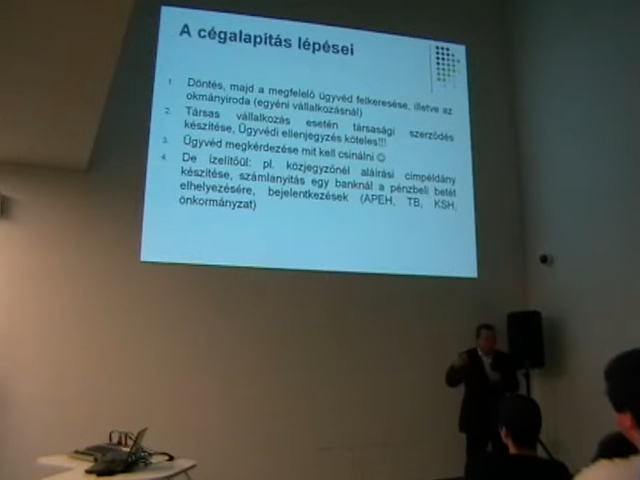 A cégalapitás lépései
1. Döntés, majd a megfelelő ügyvéd felkeresése, illetve az
okmányiroda (egyéni vállalkozásnál)
2. Társas vállalkozás esetén társasági szerződés
készítése, Ügyvédi ellenjegyzés köteles!!!
3. Ügyvéd megkérdezése mit kell csinálni ☺
4. De ízelítőül: pl. közjegyzőnél aláírási címpéldány
készítése, számlanyitás egy banknál a pénzbeli betét
elhelyezésére, bejelentkezések (APEH, TB, KSH,
önkormányzat)